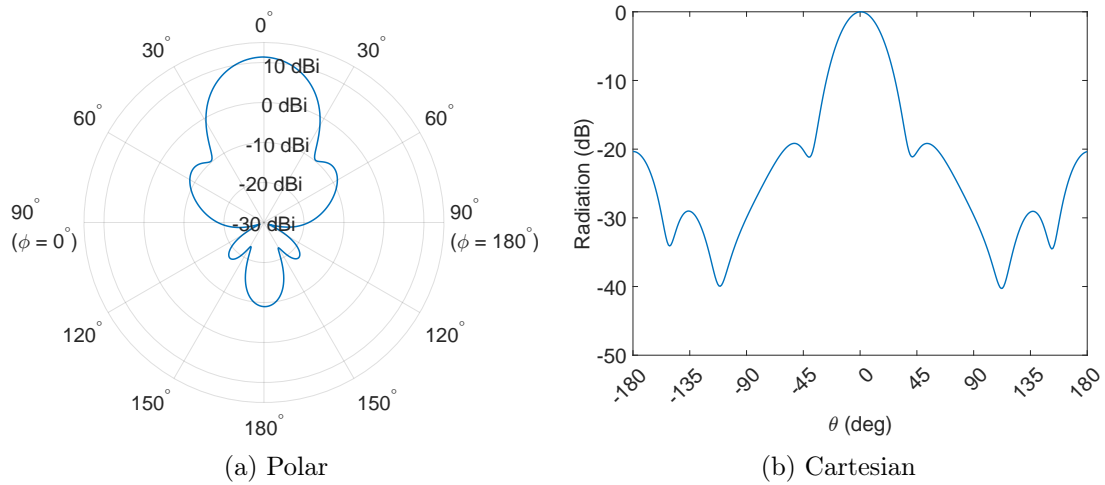 0°
30°
30°
60°
60°
90°
(ϕ = 0°)
90°
(ϕ = 180°)
120°
120°
150°
150°
180°
10 dBi
0 dBi
-10 dBi
-20 dBi
-30 dBi
(a) Polar
Radiation (dB)
0
-10
-20
-30
-40
-50
-180
-135
-90
-45
0
45
90
135
180
θ (deg)
(b) Cartesian